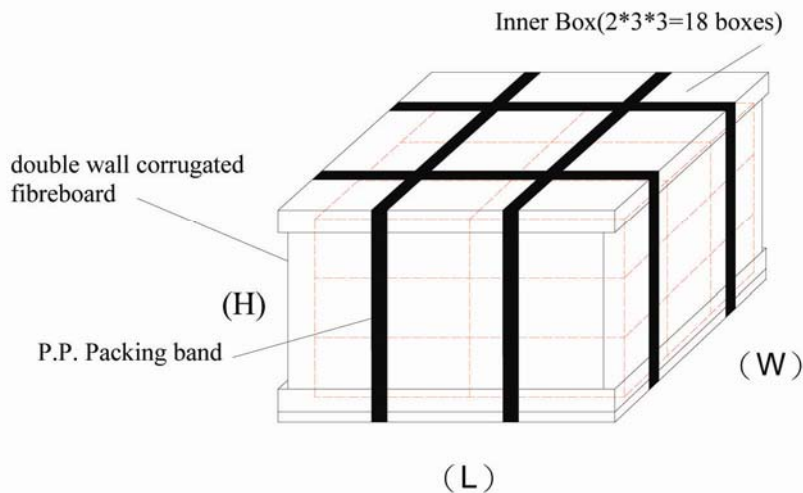 Inner Box(2*3*3=18 boxes)
double wall corrugated
fibreboard
(H)
P.P. Packing band
(W)
(L)